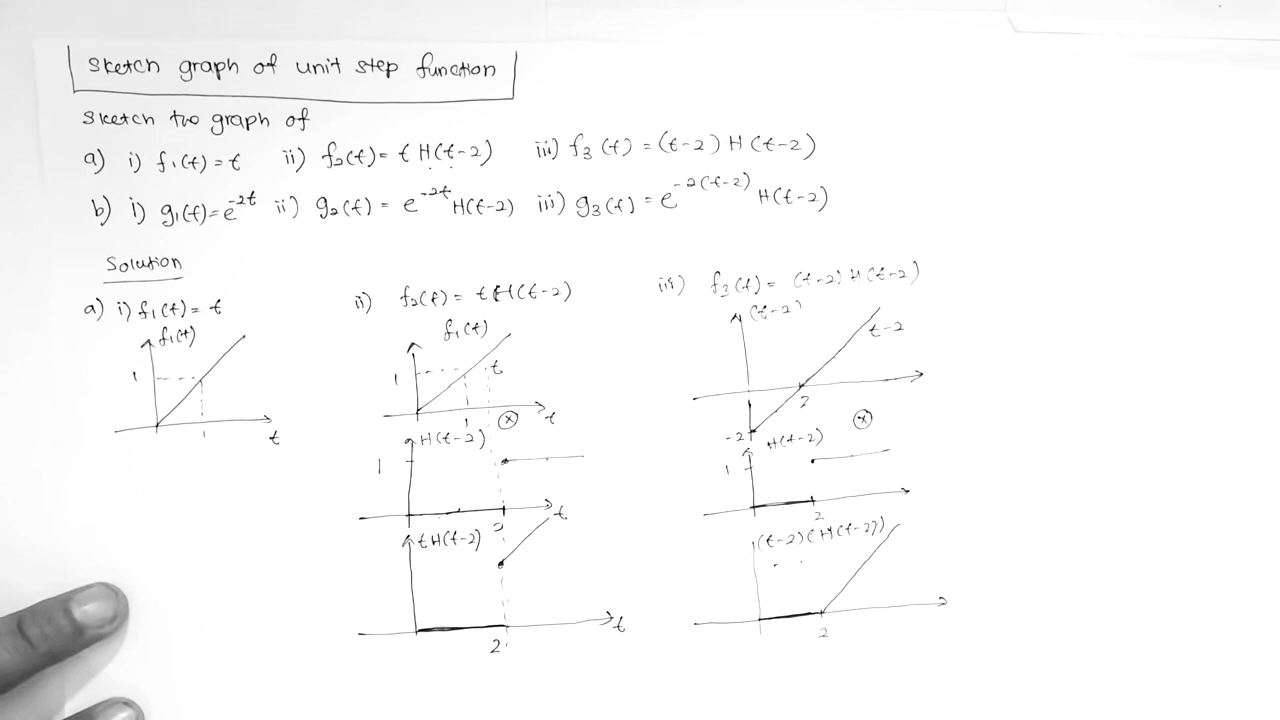 Sketch graph of unit step function
Sketch two graph of
a) i) f₁(t) = t ii) f₂(t) = t H(t-2) iii) f₃(t) = (t-2) H(t-2)
b) i) g₁(t) = e^{-2t} ii) g₂(t) = e^{-2t} H(t-2) iii) g₃(t) = e^{-2(t-2)} H(t-2)
Solution
a) i) f₁(t) = t
f₁(t)
1
1
t
ii) f₂(t) = t H(t-2)
f₁(t)
1
t
1
t
ⓧ
H(t-2)
1
2
t
t H(t-2)
2
t
iii) f₃(t) = (t-2) H(t-2)
(t-2)
t-2
2
-2
ⓧ
H(t-2)
1
2
(t-2)(H(t-2))
2